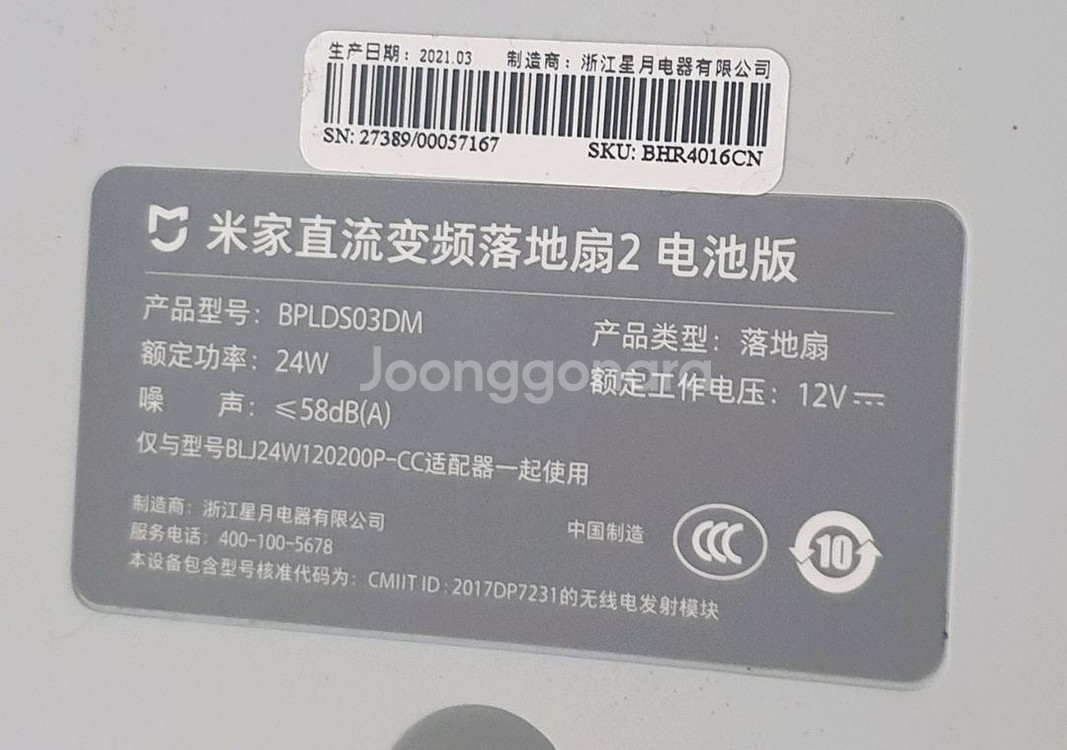 生产日期：2021.03 制造商：浙江星月电器有限公司
SN: 27389/00057167
SKU: BHR4016CN
米家直流变频落地扇2 电池版
产品型号：BPLDS03DM
产品类型：落地扇
额定功率：24W
额定工作电压：12V
噪 声：≤58dB(A)
仅与型号BLJ24W120200P-CC适配器一起使用
制造商：浙江星月电器有限公司
服务电话：400-100-5678
本设备包含型号核准代码为：CMIIT ID：2017DP7231的无线电发射模块
中国制造
CCC
10
Joonggonara